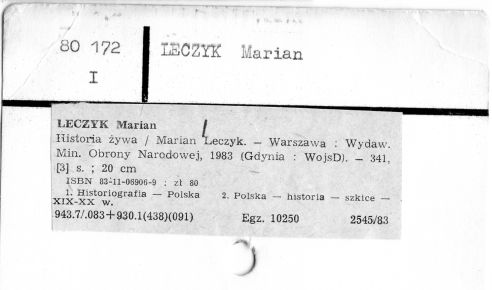 80 172
LECZYK Marian
I
LECZYK Marian
Historia żywa / Marian Leczyk. — Warszawa : Wydaw.
Min. Obrony Narodowej, 1983 (Gdynia : WojsD). — 341,
[3] s. ; 20 cm
ISBN 83-11-06906-9 ; zł 80
1. Historiografia — Polska 2. Polska — historia — szkice —
XIX-XX w.
943.7/.083+930.1(438)(091) Egz. 10250 2545/83